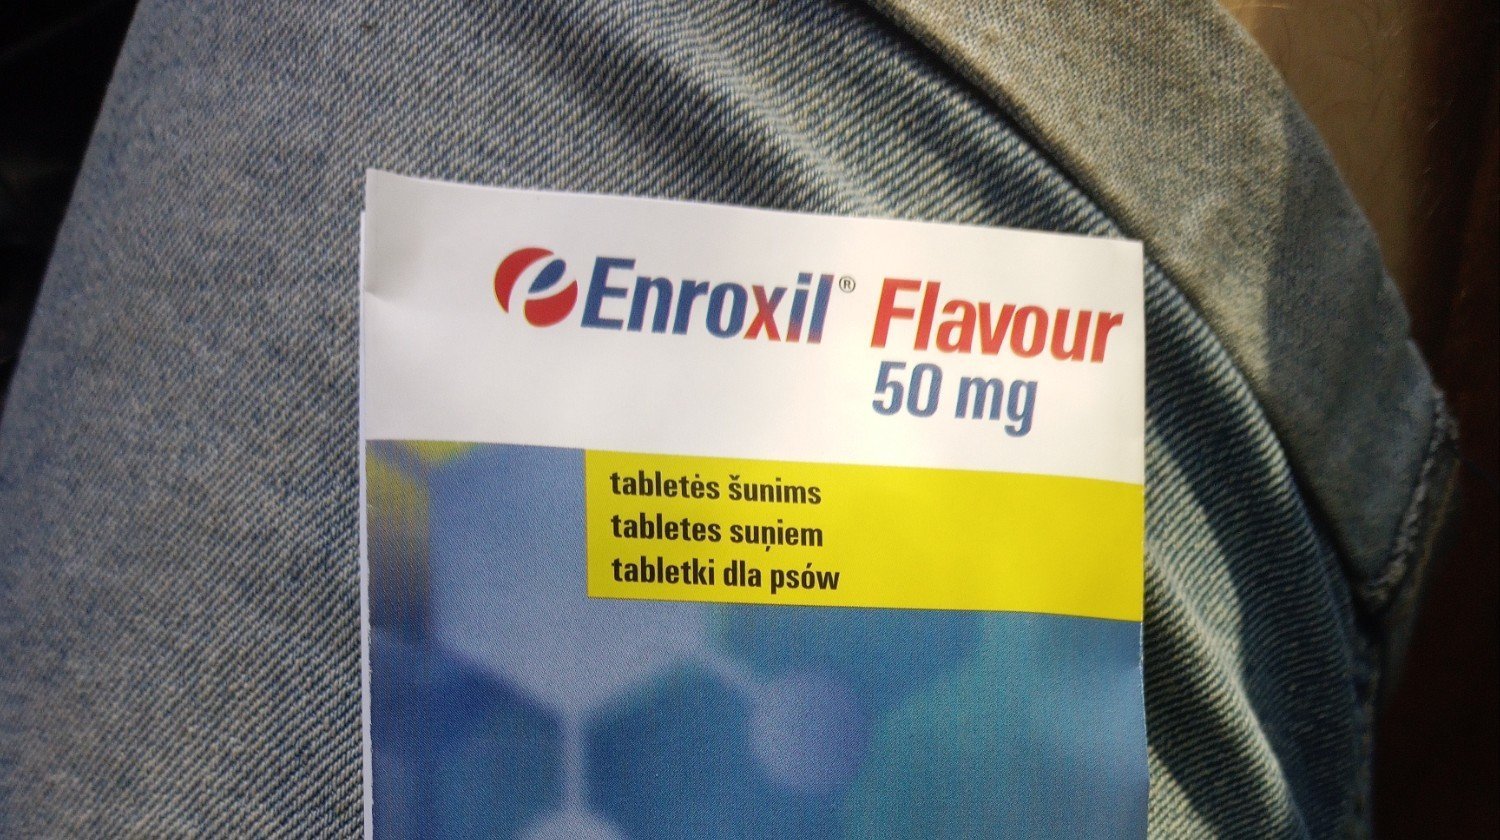 Enroxil® Flavour
50 mg
tabletės šunims
tabletes suņiem
tabletki dla psów